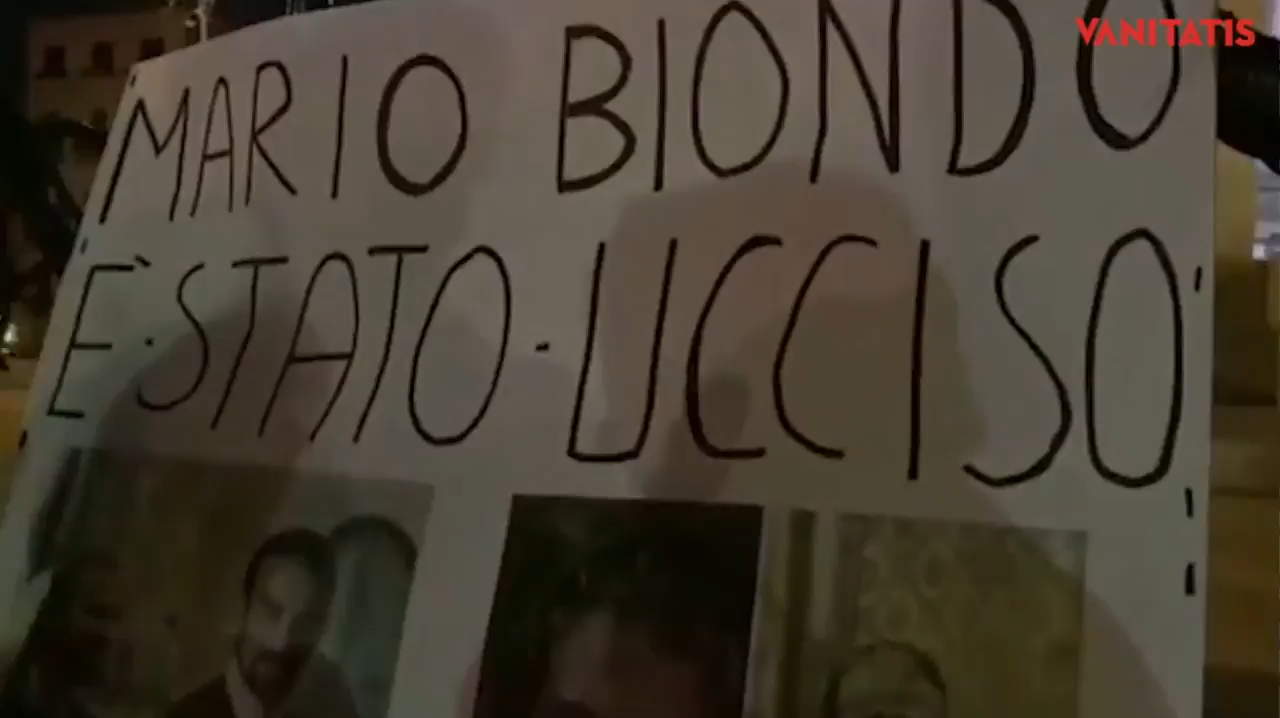 VANITATIS
MARIO BIONDO
E` · STATO · UCCISO